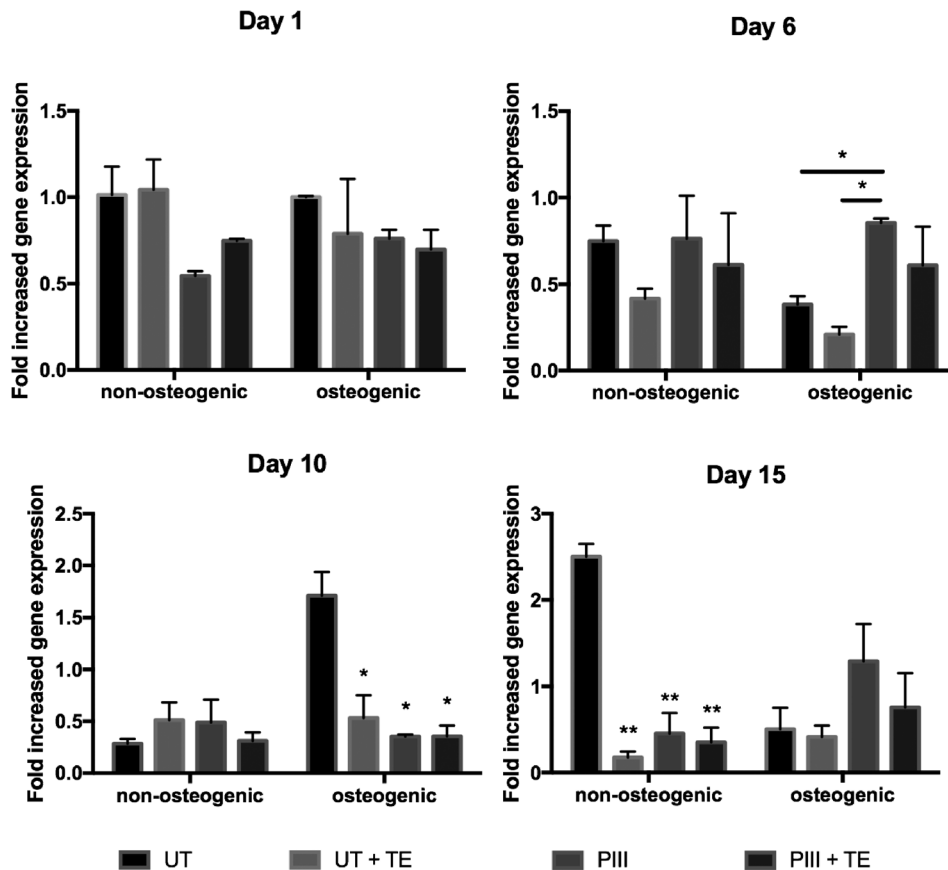 Day 1
Fold increased gene expression
1.5
1.0
0.5
0.0
non-osteogenic osteogenic
Day 6
Fold increased gene expression
1.5
1.0
0.5
0.0
*
*
non-osteogenic osteogenic
Day 10
Fold increased gene expression
2.5
2.0
1.5
1.0
0.5
0.0
* * *
non-osteogenic osteogenic
Day 15
Fold increased gene expression
3
2
1
0
** ** **
non-osteogenic osteogenic
UT UT + TE PIII PIII + TE